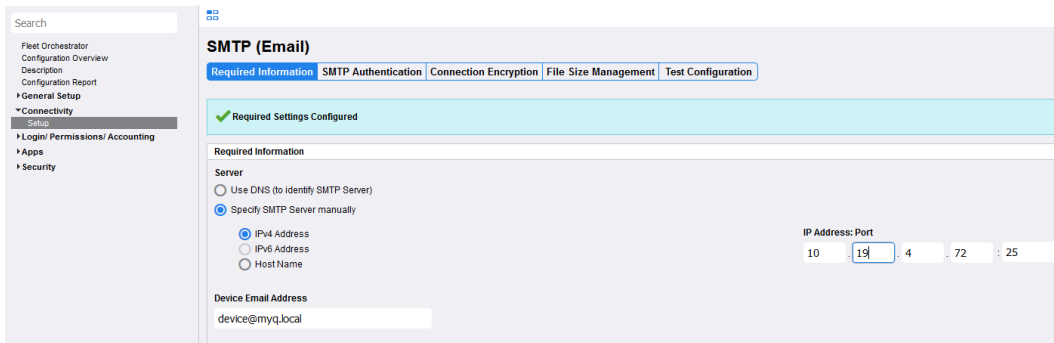 Search
Fleet Orchestrator
Configuration Overview
Description
Configuration Report
General Setup
Connectivity
Setup
Login/ Permissions/ Accounting
Apps
Security
SMTP (Email)
Required Information SMTP Authentication Connection Encryption File Size Management Test Configuration
Required Settings Configured
Required Information
Server
Use DNS (to identify SMTP Server)
Specify SMTP Server manually
IPv4 Address
IPv6 Address
Host Name
IP Address: Port
10 . 19 . 4 . 72 : 25
Device Email Address
device@myq.local